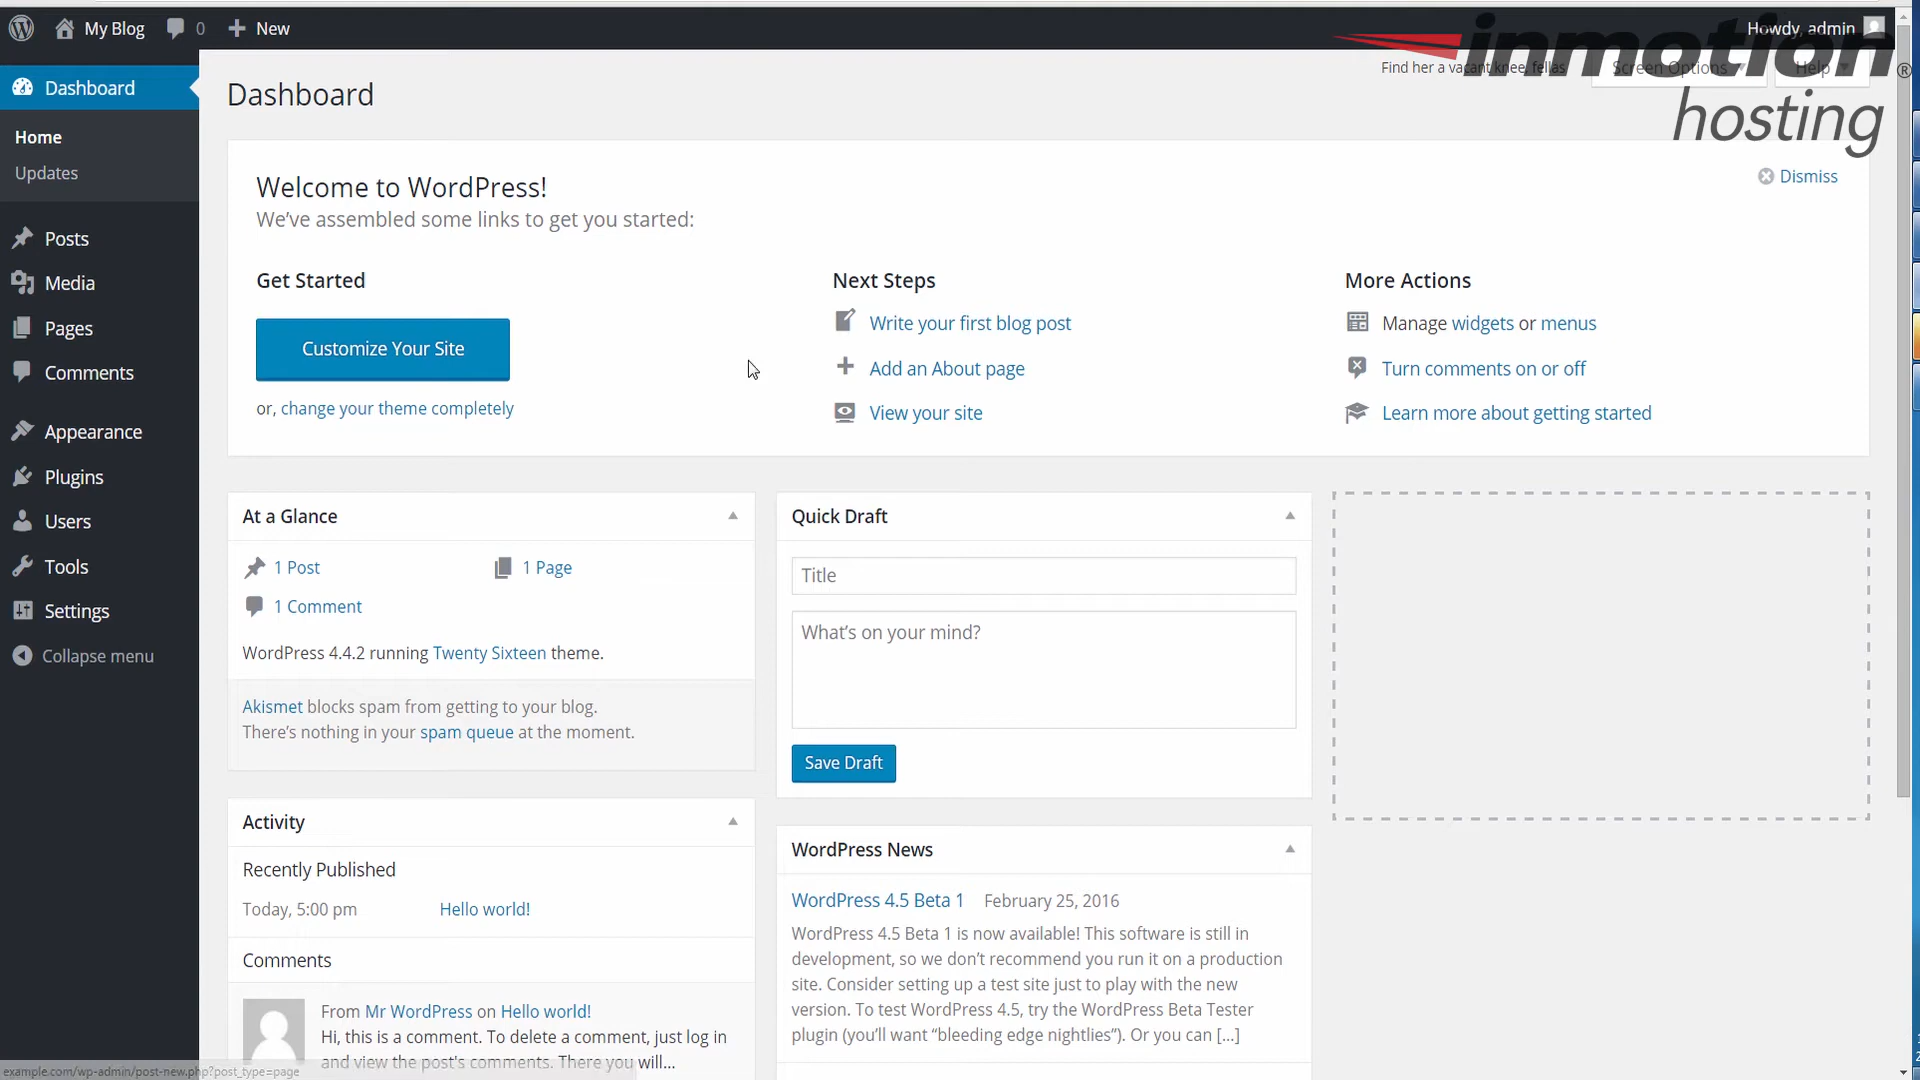 My Blog 0 New Howdy, admin
inmotion ®
hosting
Find her a vacant knee, fellas Screen Options Help
Dashboard
Home
Updates
Posts
Media
Pages
Comments
Appearance
Plugins
Users
Tools
Settings
Collapse menu
Dashboard
Welcome to WordPress!
We've assembled some links to get you started:
Dismiss
Get Started
Customize Your Site
or, change your theme completely
Next Steps
Write your first blog post
Add an About page
View your site
More Actions
Manage widgets or menus
Turn comments on or off
Learn more about getting started
At a Glance
1 Post 1 Page
1 Comment
WordPress 4.4.2 running Twenty Sixteen theme.
Akismet blocks spam from getting to your blog.
There's nothing in your spam queue at the moment.
Activity
Recently Published
Today, 5:00 pm Hello world!
Comments
From Mr WordPress on Hello world!
Hi, this is a comment. To delete a comment, just log in
and view the post's comments. There you will...
Quick Draft
Title
What's on your mind?
Save Draft
WordPress News
WordPress 4.5 Beta 1 February 25, 2016
WordPress 4.5 Beta 1 is now available! This software is still in
development, so we don't recommend you run it on a production
site. Consider setting up a test site just to play with the new
version. To test WordPress 4.5, try the WordPress Beta Tester
plugin (you'll want “bleeding edge nightlies”). Or you can [...]
example.com/wp-admin/post-new.php?post_type=page